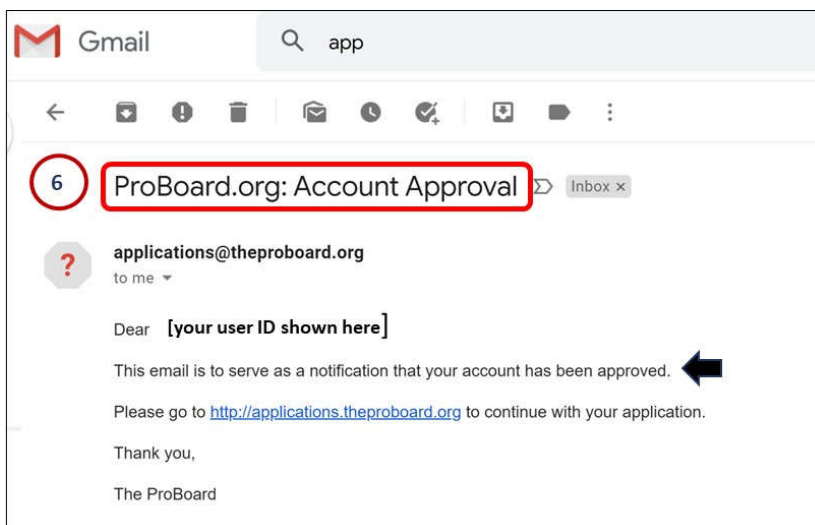 Gmail
app
6
ProBoard.org: Account Approval
Inbox ×
?
applications@theproboard.org
to me
Dear [your user ID shown here]
This email is to serve as a notification that your account has been approved.
Please go to http://applications.theproboard.org to continue with your application.
Thank you,
The ProBoard